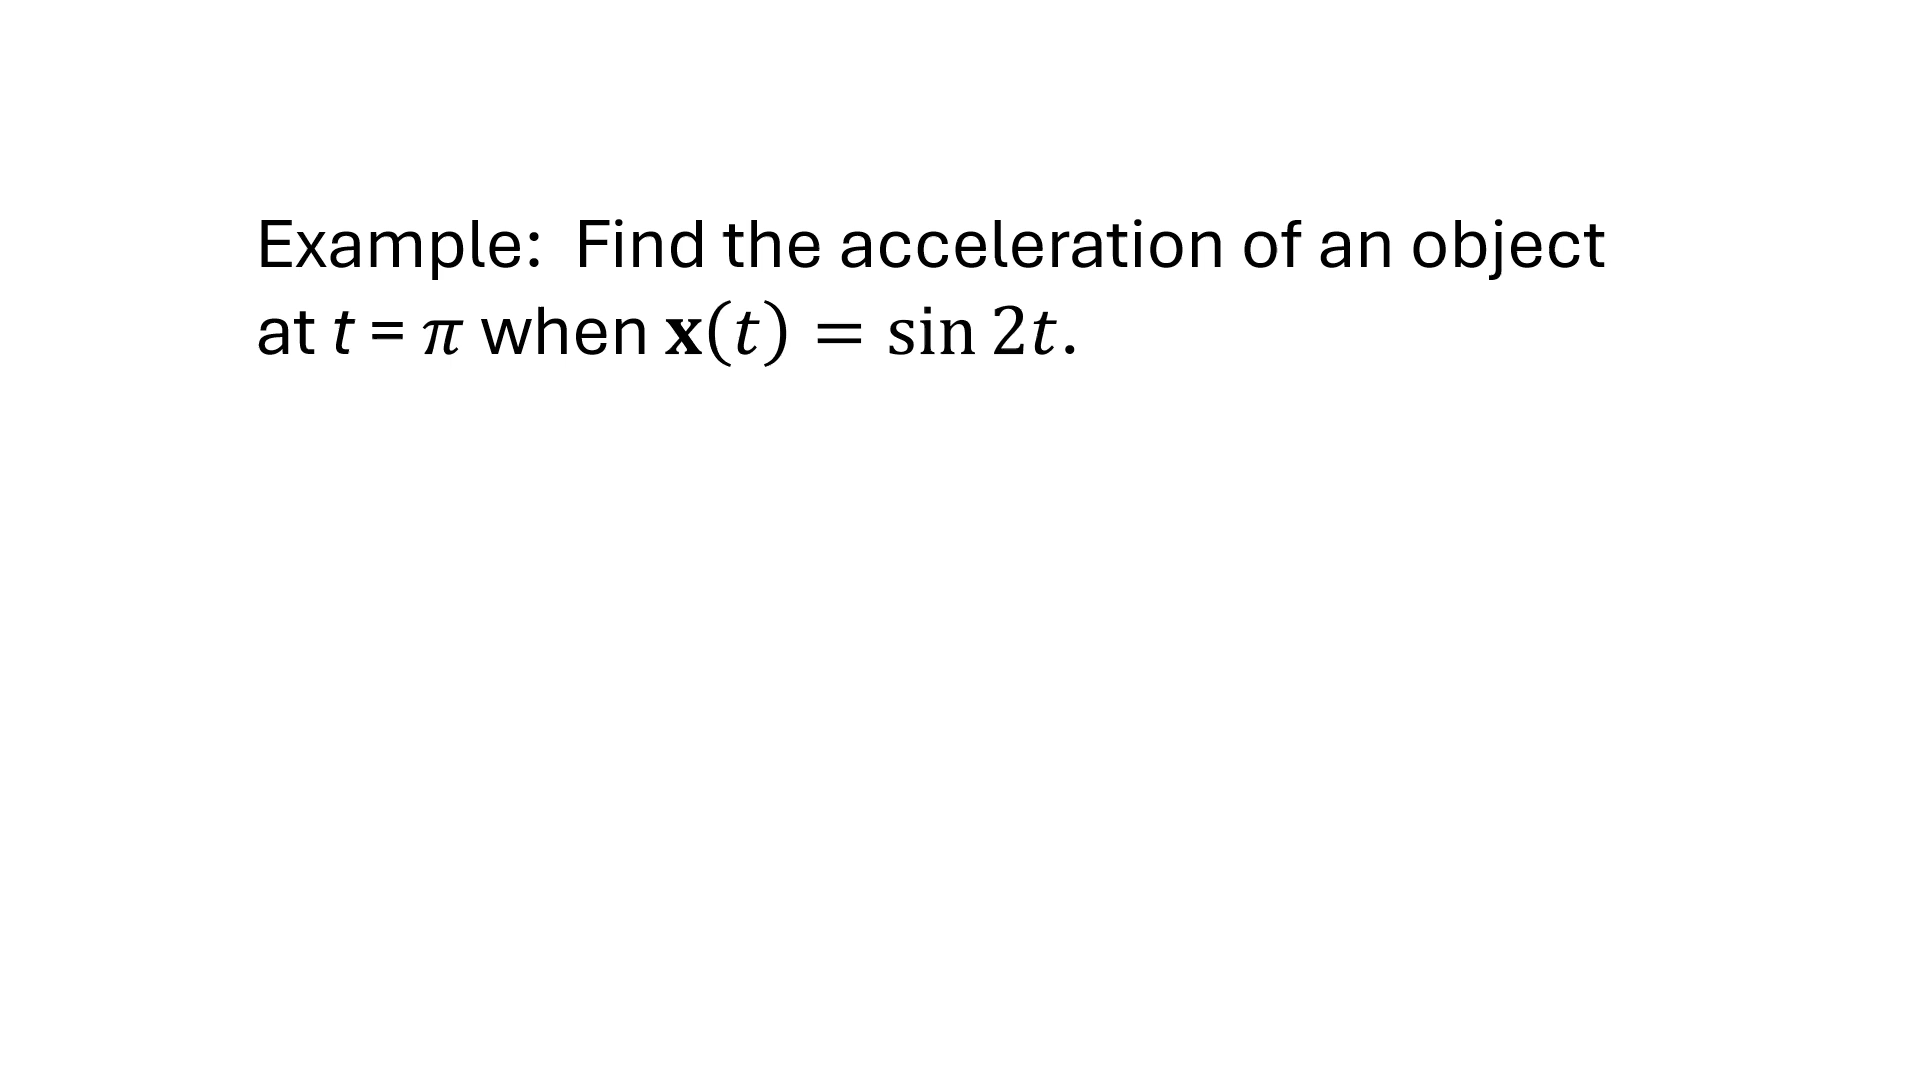 Example:  Find the acceleration of an object
at t = π when x(t) = sin 2t.